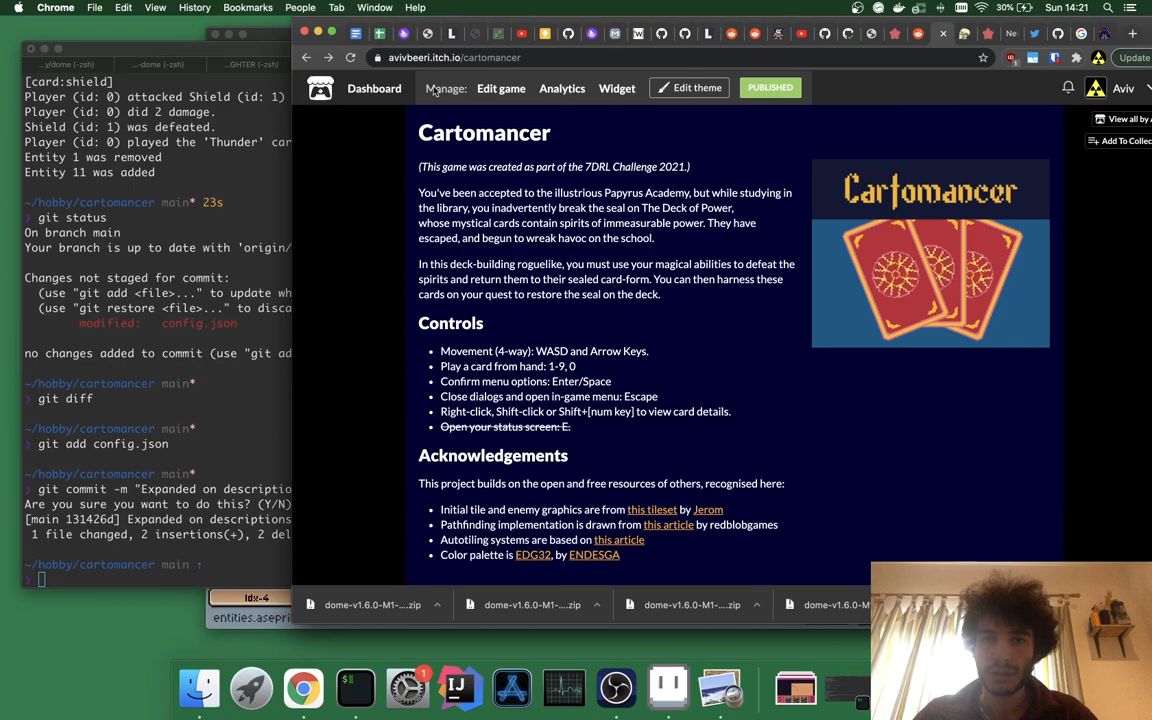 Chrome File Edit View History Bookmarks People Tab Window Help
30% Sun 14:21
...y/dome (-zsh) ...-dome (-zsh) ...GHTER (-zsh)
[card:shield]
Player (id: 0) attacked Shield (id: 1)
Player (id: 0) did 2 damage.
Shield (id: 1) was defeated.
Player (id: 0) played the 'Thunder' car
Entity 1 was removed
Entity 11 was added
~/hobby/cartomancer main* 23s
git status
On branch main
Your branch is up to date with 'origin/
Changes not staged for commit:
(use "git add <file>..." to update wh
(use "git restore <file>..." to disca
modified: config.json
no changes added to commit (use "git ad
~/hobby/cartomancer main*
git diff
~/hobby/cartomancer main*
git add config.json
~/hobby/cartomancer main*
git commit -m "Expanded on descriptio
Are you sure you want to do this? (Y/N)
[main 131426d] Expanded on descriptions
1 file changed, 2 insertions(+), 2 del
~/hobby/cartomancer main ↑
idx-4
entities.asepri
avivbeeri.itch.io/cartomancer
Update
Dashboard Manage: Edit game Analytics Widget Edit theme PUBLISHED
Aviv
View all by
Add To Collec
Cartomancer
(This game was created as part of the 7DRL Challenge 2021.)
You've been accepted to the illustrious Papyrus Academy, but while studying in
the library, you inadvertently break the seal on The Deck of Power,
whose mystical cards contain spirits of immeasurable power. They have
escaped, and begun to wreak havoc on the school.
In this deck-building roguelike, you must use your magical abilities to defeat the
spirits and return them to their sealed card-form. You can then harness these
cards on your quest to restore the seal on the deck.
Cartomancer
Controls
• Movement (4-way): WASD and Arrow Keys.
• Play a card from hand: 1-9, 0
• Confirm menu options: Enter/Space
• Close dialogs and open in-game menu: Escape
• Right-click, Shift-click or Shift+[num key] to view card details.
• Open your status screen: E.
Acknowledgements
This project builds on the open and free resources of others, recognised here:
• Initial tile and enemy graphics are from this tileset by Jerom
• Pathfinding implementation is drawn from this article by redblobgames
• Autotiling systems are based on this article
• Color palette is EDG32, by ENDESGA
dome-v1.6.0-M1-....zip dome-v1.6.0-M1-....zip dome-v1.6.0-M1-....zip dome-v1.6.0-M
1